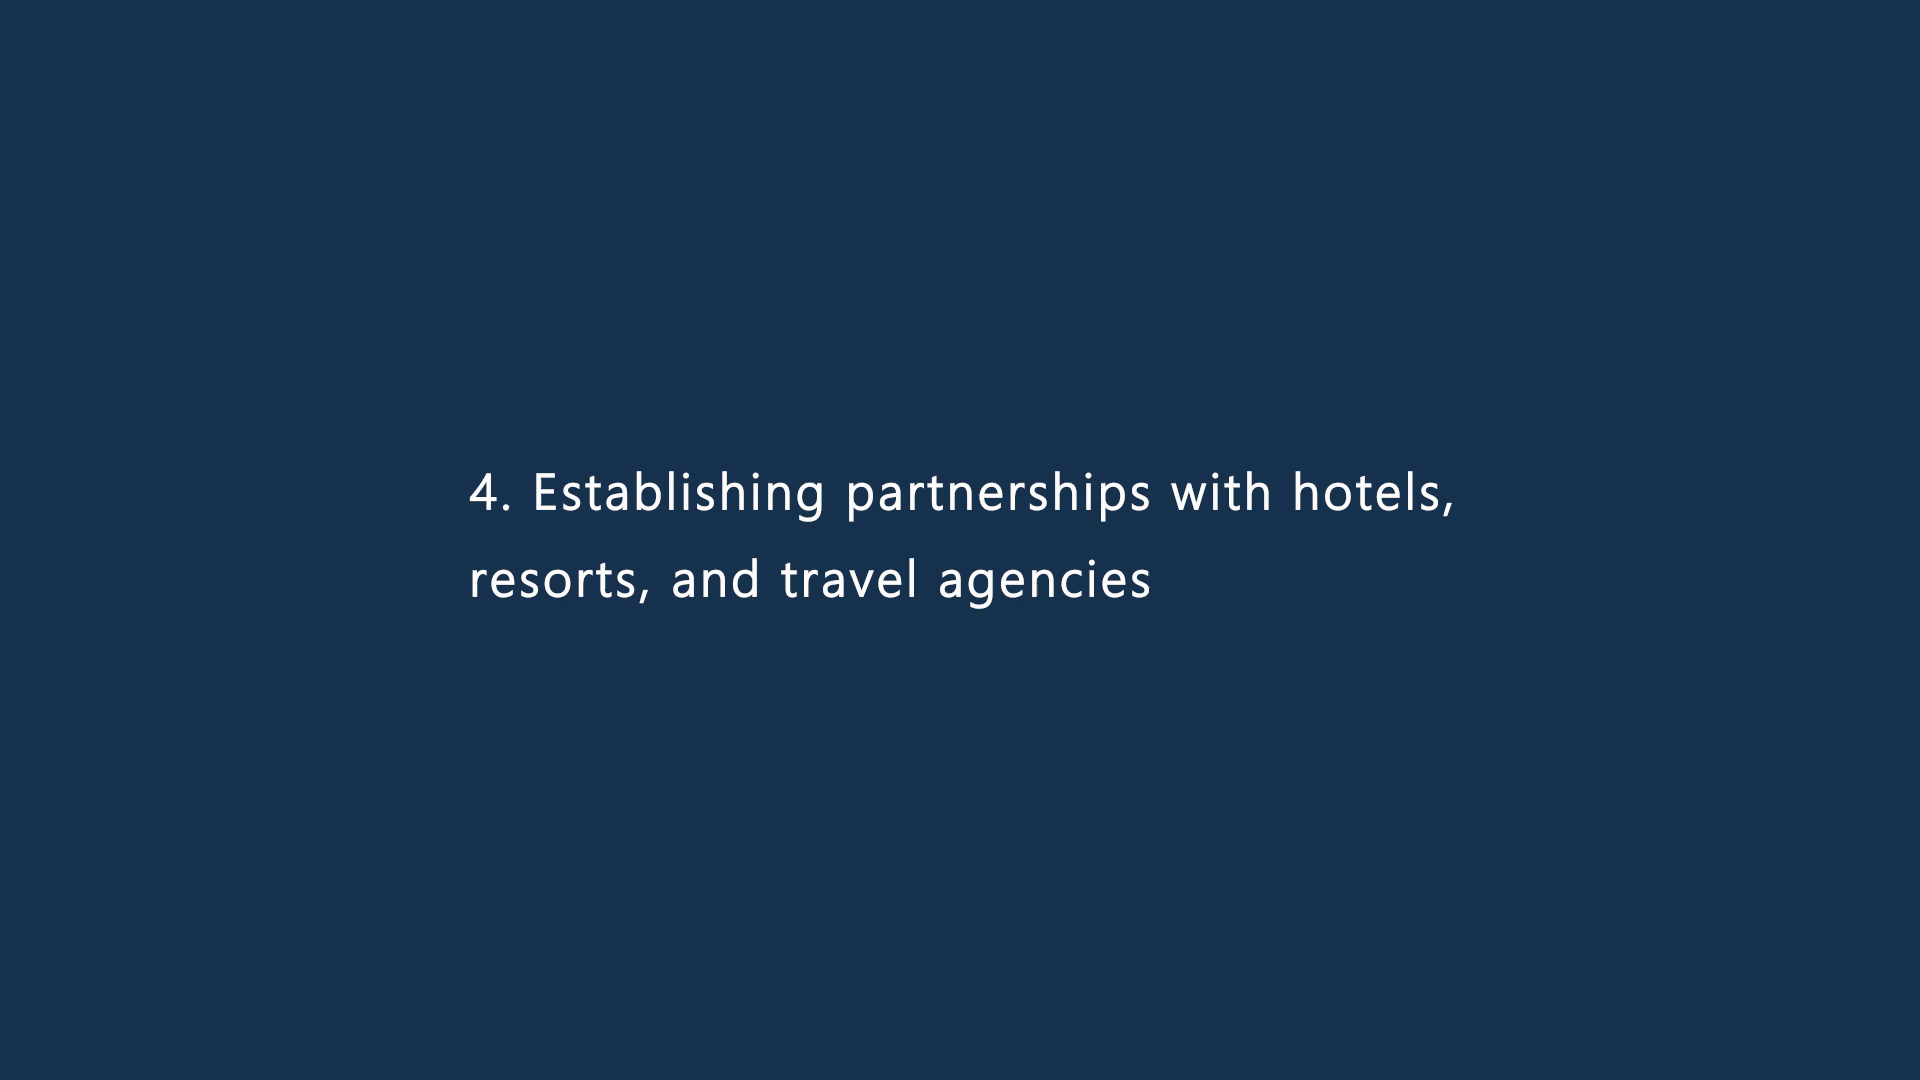 4. Establishing partnerships with hotels,
resorts, and travel agencies